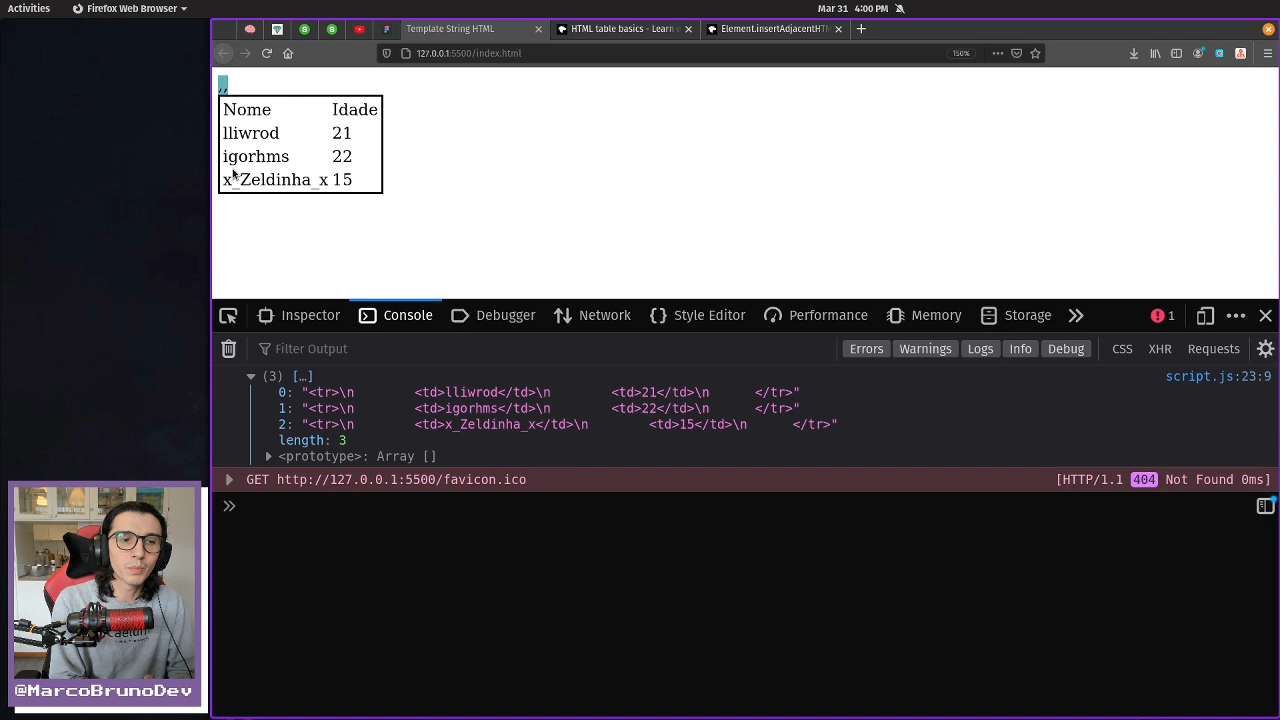 Activities
Firefox Web Browser
Mar 31 4:00 PM
Template String HTML
HTML table basics - Learn w
Element.insertAdjacentHTM
127.0.0.1:5500/index.html
150%
,,
Nome Idade
lliwrod 21
igorhms 22
x_Zeldinha_x 15
Inspector Console Debugger Network Style Editor Performance Memory Storage 1
Filter Output Errors Warnings Logs Info Debug CSS XHR Requests
(3) […] script.js:23:9
0: "<tr>\n <td>lliwrod</td>\n <td>21</td>\n </tr>"
1: "<tr>\n <td>igorhms</td>\n <td>22</td>\n </tr>"
2: "<tr>\n <td>x_Zeldinha_x</td>\n <td>15</td>\n </tr>"
length: 3
<prototype>: Array []
GET http://127.0.0.1:5500/favicon.ico [HTTP/1.1 404 Not Found 0ms]
@MarcoBrunoDev